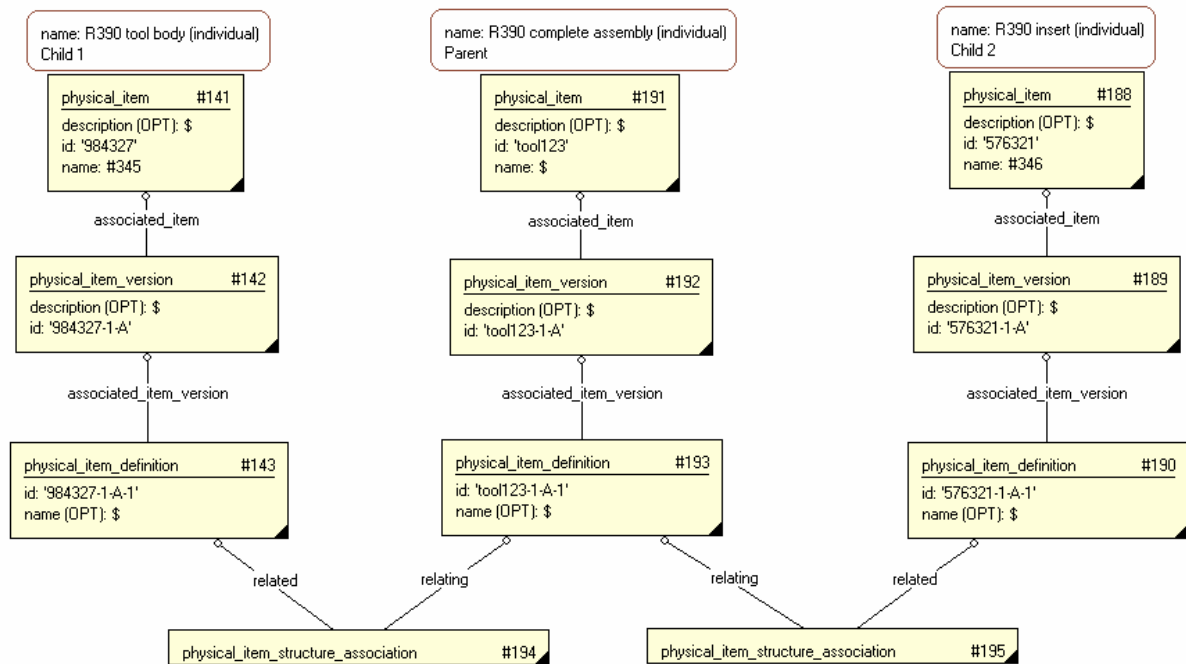 name: R390 tool body (individual)
Child 1
physical_item #141
description (OPT): $
id: '984327'
name: #345
associated_item
physical_item_version #142
description (OPT): $
id: '984327-1-A'
associated_item_version
physical_item_definition #143
id: '984327-1-A-1'
name (OPT): $
related
name: R390 complete assembly (individual)
Parent
physical_item #191
description (OPT): $
id: 'tool123'
name: $
associated_item
physical_item_version #192
description (OPT): $
id: 'tool123-1-A'
associated_item_version
physical_item_definition #193
id: 'tool123-1-A-1'
name (OPT): $
relating
relating
name: R390 insert (individual)
Child 2
physical_item #188
description (OPT): $
id: '576321'
name: #346
associated_item
physical_item_version #189
description (OPT): $
id: '576321-1-A'
associated_item_version
physical_item_definition #190
id: '576321-1-A-1'
name (OPT): $
related
physical_item_structure_association #194
physical_item_structure_association #195